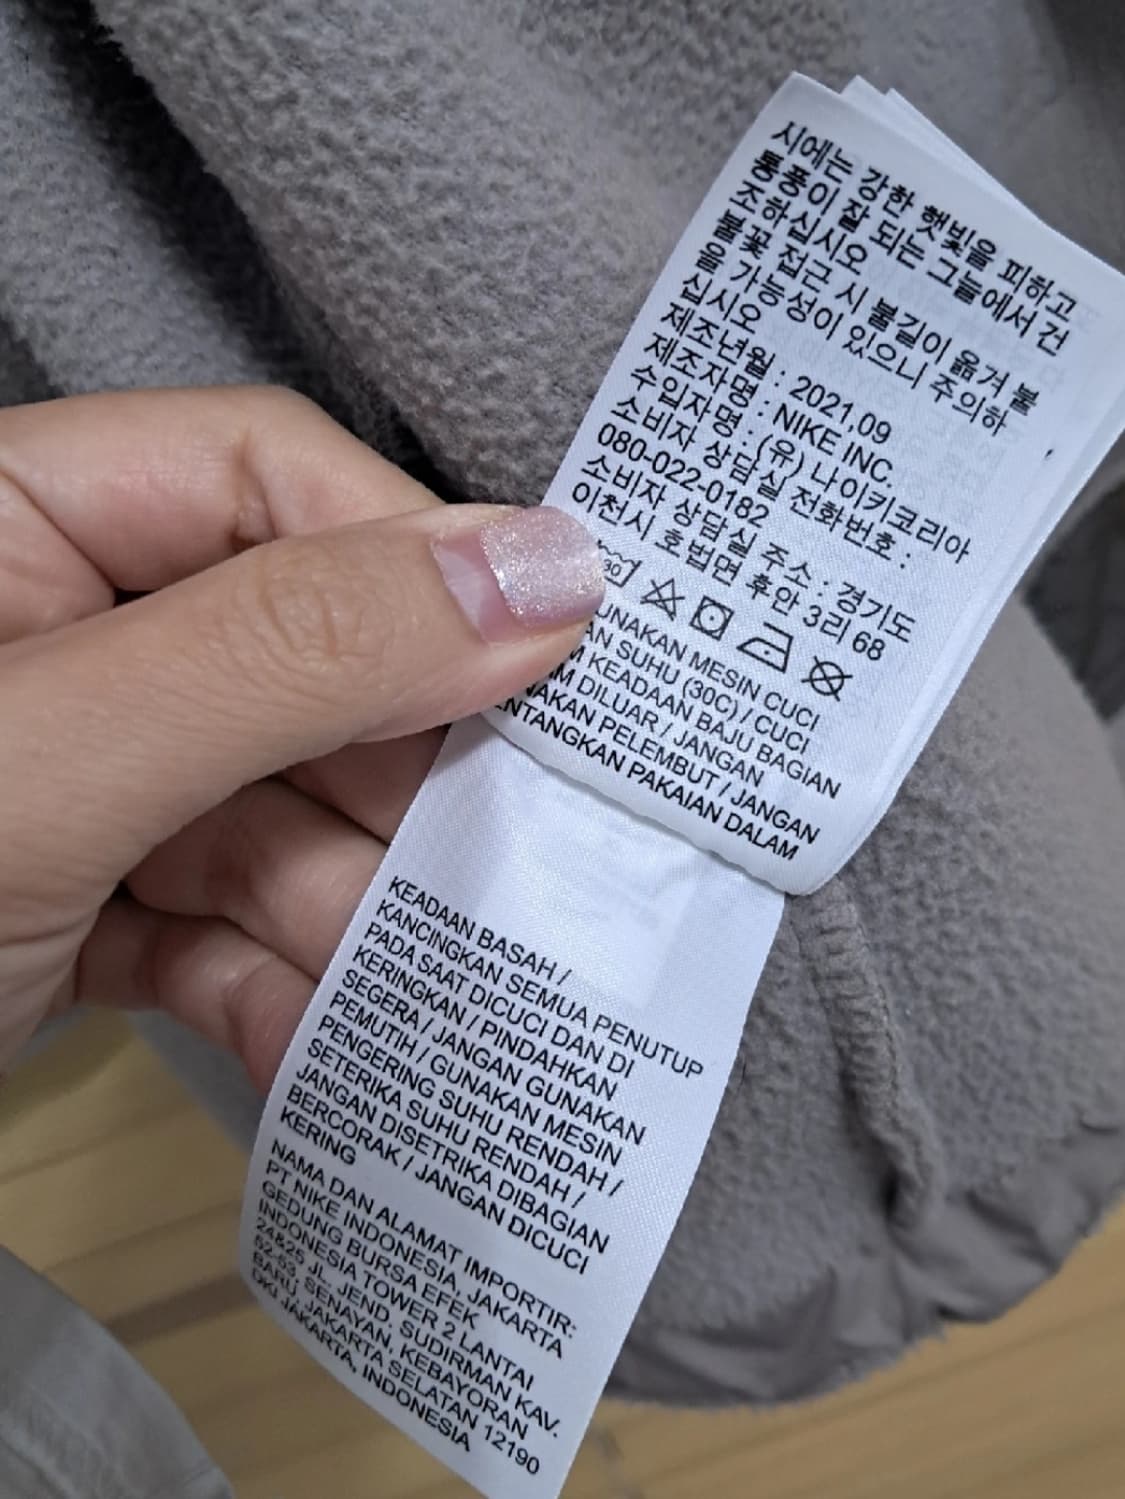 시에는 강한 햇빛을 피하고
통풍이 잘 되는 그늘에서 건
조하십시오
불꽃 접근 시 불길이 옮겨 붙
을 가능성이 있으니 주의하
십시오
제조년월 : 2021.09
제조자명 : NIKE INC.
수입자명 : (유) 나이키코리아
소비자 상담실 전화번호 :
080-022-0182
소비자 상담실 주소 : 경기도
이천시 호법면 후안 3리 68
30
UNAKAN MESIN CUCI
AN SUHU (30C) / CUCI
M KEADAAN BAJU BAGIAN
AM DILUAR / JANGAN
NAKAN PELEMBUT / JANGAN
ENTANGKAN PAKAIAN DALAM
KEADAAN BASAH /
KANCINGKAN SEMUA PENUTUP
PADA SAAT DICUCI DAN DI
KERINGKAN / PINDAHKAN
SEGERA / JANGAN GUNAKAN
PEMUTIH / GUNAKAN MESIN
PENGERING SUHU RENDAH /
SETERIKA SUHU RENDAH /
JANGAN DISETRIKA DIBAGIAN
BERCORAK / JANGAN DICUCI
KERING
NAMA DAN ALAMAT IMPORTIR:
PT NIKE INDONESIA, JAKARTA
GEDUNG BURSA EFEK
INDONESIA TOWER 2 LANTAI
24&25 JL. JEND. SUDIRMAN KAV.
52-53, SENAYAN, KEBAYORAN
BARU, JAKARTA SELATAN 12190
DKI JAKARTA, INDONESIA